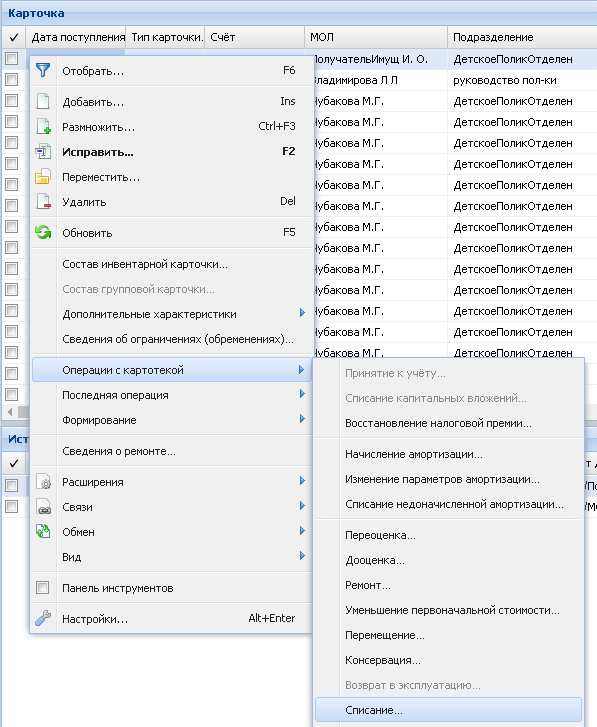 Карточка
✓ Дата поступления Тип карточки. Счёт МОЛ Подразделение
ПолучательИмущ И. О. ДетскоеПоликОтделен
Владимирова Л Л руководство пол-ки
Чубакова М.Г. ДетскоеПоликОтделен
Чубакова М.Г. ДетскоеПоликОтделен
Чубакова М.Г. ДетскоеПоликОтделен
Чубакова М.Г. ДетскоеПоликОтделен
Чубакова М.Г. ДетскоеПоликОтделен
Чубакова М.Г. ДетскоеПоликОтделен
Чубакова М.Г. ДетскоеПоликОтделен
Чубакова М.Г. ДетскоеПоликОтделен
Чубакова М.Г. ДетскоеПоликОтделен
Чубакова М.Г. ДетскоеПоликОтделен
Чубакова М.Г. ДетскоеПоликОтделен
Чубакова М.Г. ДетскоеПоликОтделен
Чубакова М.Г. ДетскоеПоликОтделен
Отобрать... F6
Добавить... Ins
Размножить... Ctrl+F3
Исправить... F2
Переместить...
Удалить Del
Обновить F5
Состав инвентарной карточки...
Состав групповой карточки...
Дополнительные характеристики
Сведения об ограничениях (обременениях)...
Операции с картотекой
Последняя операция
Формирование
Сведения о ремонте...
Расширения
Связи
Обмен
Вид
Панель инструментов
Настройки... Alt+Enter
Принятие к учёту...
Списание капитальных вложений...
Восстановление налоговой премии...
Начисление амортизации...
Изменение параметров амортизации...
Списание недоначисленной амортизации...
Переоценка...
Дооценка...
Ремонт...
Уменьшение первоначальной стоимости...
Перемещение...
Консервация...
Возврат в эксплуатацию...
Списание...
Ист
✓